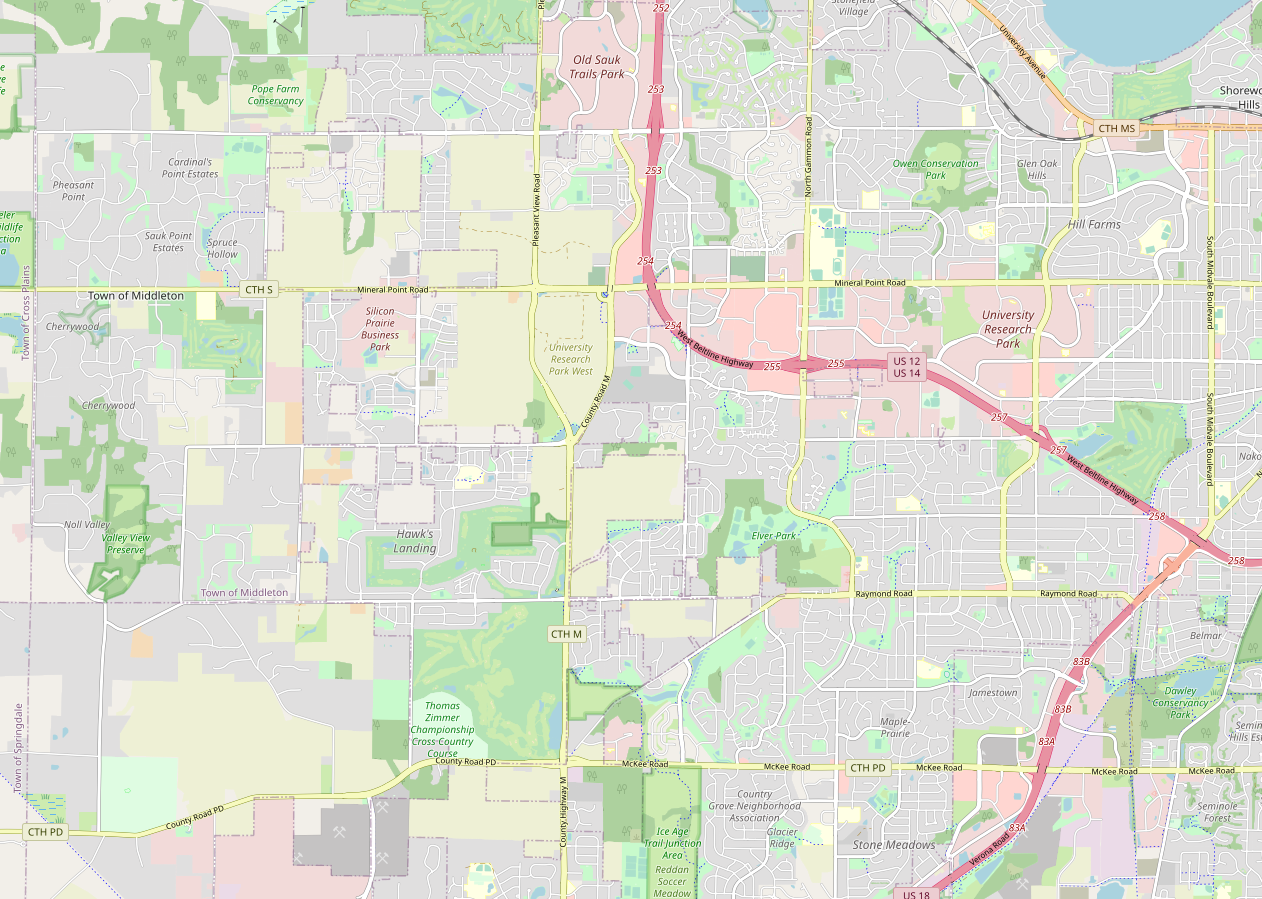 252
Stonefield
Village
University Avenue
Old Sauk
Trails Park
253
Pope Farm
Conservancy
Shorewo
Hills
CTH MS
Cardinal's
Point Estates
Owen Conservation
Park
Glen Oak
Hills
253
North Gammon Road
Pheasant
Point
Pleasant View Road
Hill Farms
Sauk Point
Estates
Spruce
Hollow
254
South Midvale Boulevard
Town of Cross Plains
CTH S
Mineral Point Road
Mineral Point Road
Town of Middleton
Cherrywood
Silicon
Prairie
Business
Park
254
West Beltline Highway
University
Research
Park
University
Research
Park West
255
255
US 12
US 14
County Road M
Cherrywood
257
South Midvale Boulevard
257
West Beltline Highway
Nako
258
Noll Valley
Valley View
Preserve
Hawk's
Landing
Elver Park
258
Town of Middleton
Raymond Road
Raymond Road
CTH M
Belmar
83B
Jamestown
Dawley
Conservancy
Park
83B
Thomas
Zimmer
Championship
Cross Country
Course
Maple-
Prairie
Semin
Hills Est
83A
Town of Springdale
County Road PD
McKee Road
McKee Road
CTH PD
McKee Road
McKee Road
McKee Road
County Highway M
Country
Grove Neighborhood
Association
Seminole
Forest
County Road PD
CTH PD
Ice Age
Trail Junction
Area
Glacier
Ridge
83A
Stone Meadows
Verona Road
Reddan
Soccer
Meadow
US 18